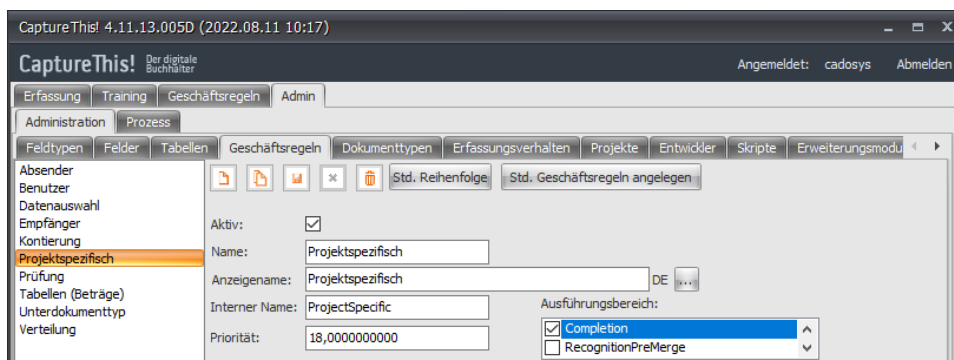 CaptureThis! 4.11.13.005D (2022.08.11 10:17)
CaptureThis! Der digitale Buchhalter Angemeldet: cadosys Abmelden
Erfassung Training Geschäftsregeln Admin
Administration Prozess
Feldtypen Felder Tabellen Geschäftsregeln Dokumenttypen Erfassungsverhalten Projekte Entwickler Skripte Erweiterungsmodu
Absender
Benutzer
Datenauswahl
Empfänger
Kontierung
Projektspezifisch
Prüfung
Tabellen (Beträge)
Unterdokumenttyp
Verteilung
Std. Reihenfolge Std. Geschäftsregeln angelegen
Aktiv:
Name: Projektspezifisch
Anzeigename: Projektspezifisch DE ...
Interner Name: ProjectSpecific
Priorität: 18,0000000000
Ausführungsbereich:
Completion
RecognitionPreMerge